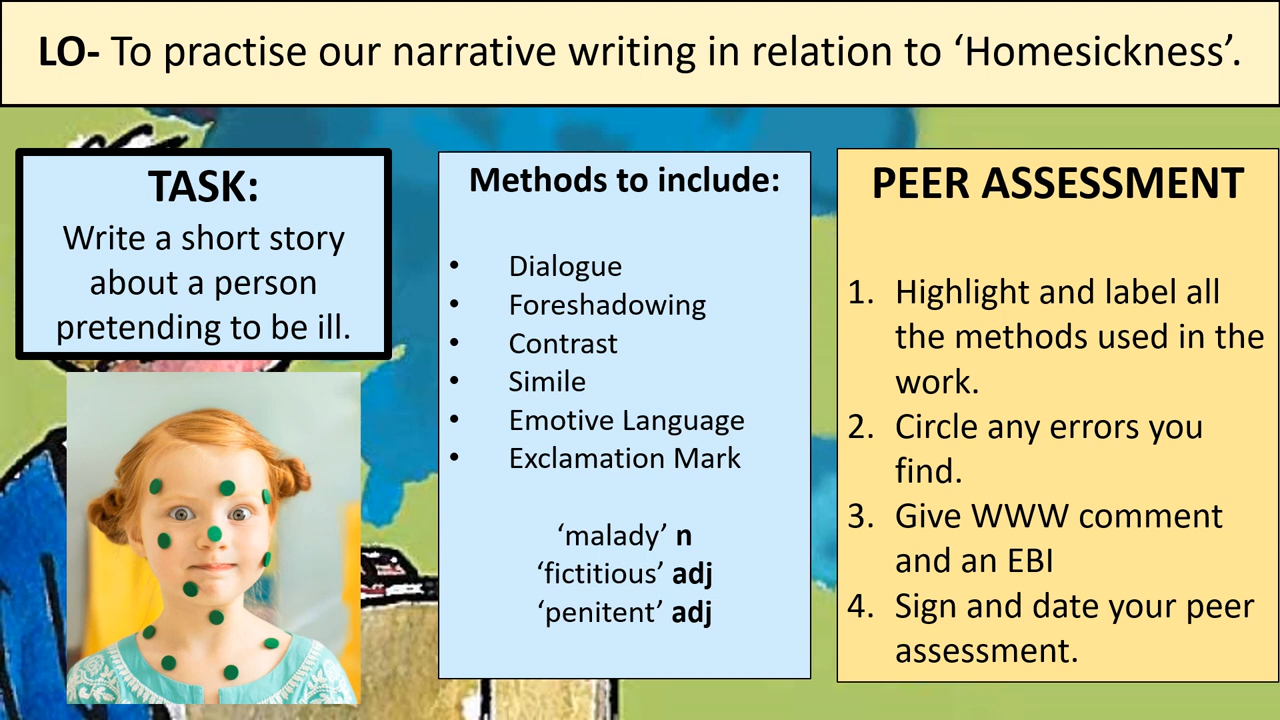 LO- To practise our narrative writing in relation to ‘Homesickness’.
TASK:
Write a short story
about a person
pretending to be ill.
Methods to include:
• Dialogue
• Foreshadowing
• Contrast
• Simile
• Emotive Language
• Exclamation Mark
‘malady’ n
‘fictitious’ adj
‘penitent’ adj
PEER ASSESSMENT
1. Highlight and label all
the methods used in the
work.
2. Circle any errors you
find.
3. Give WWW comment
and an EBI
4. Sign and date your peer
assessment.